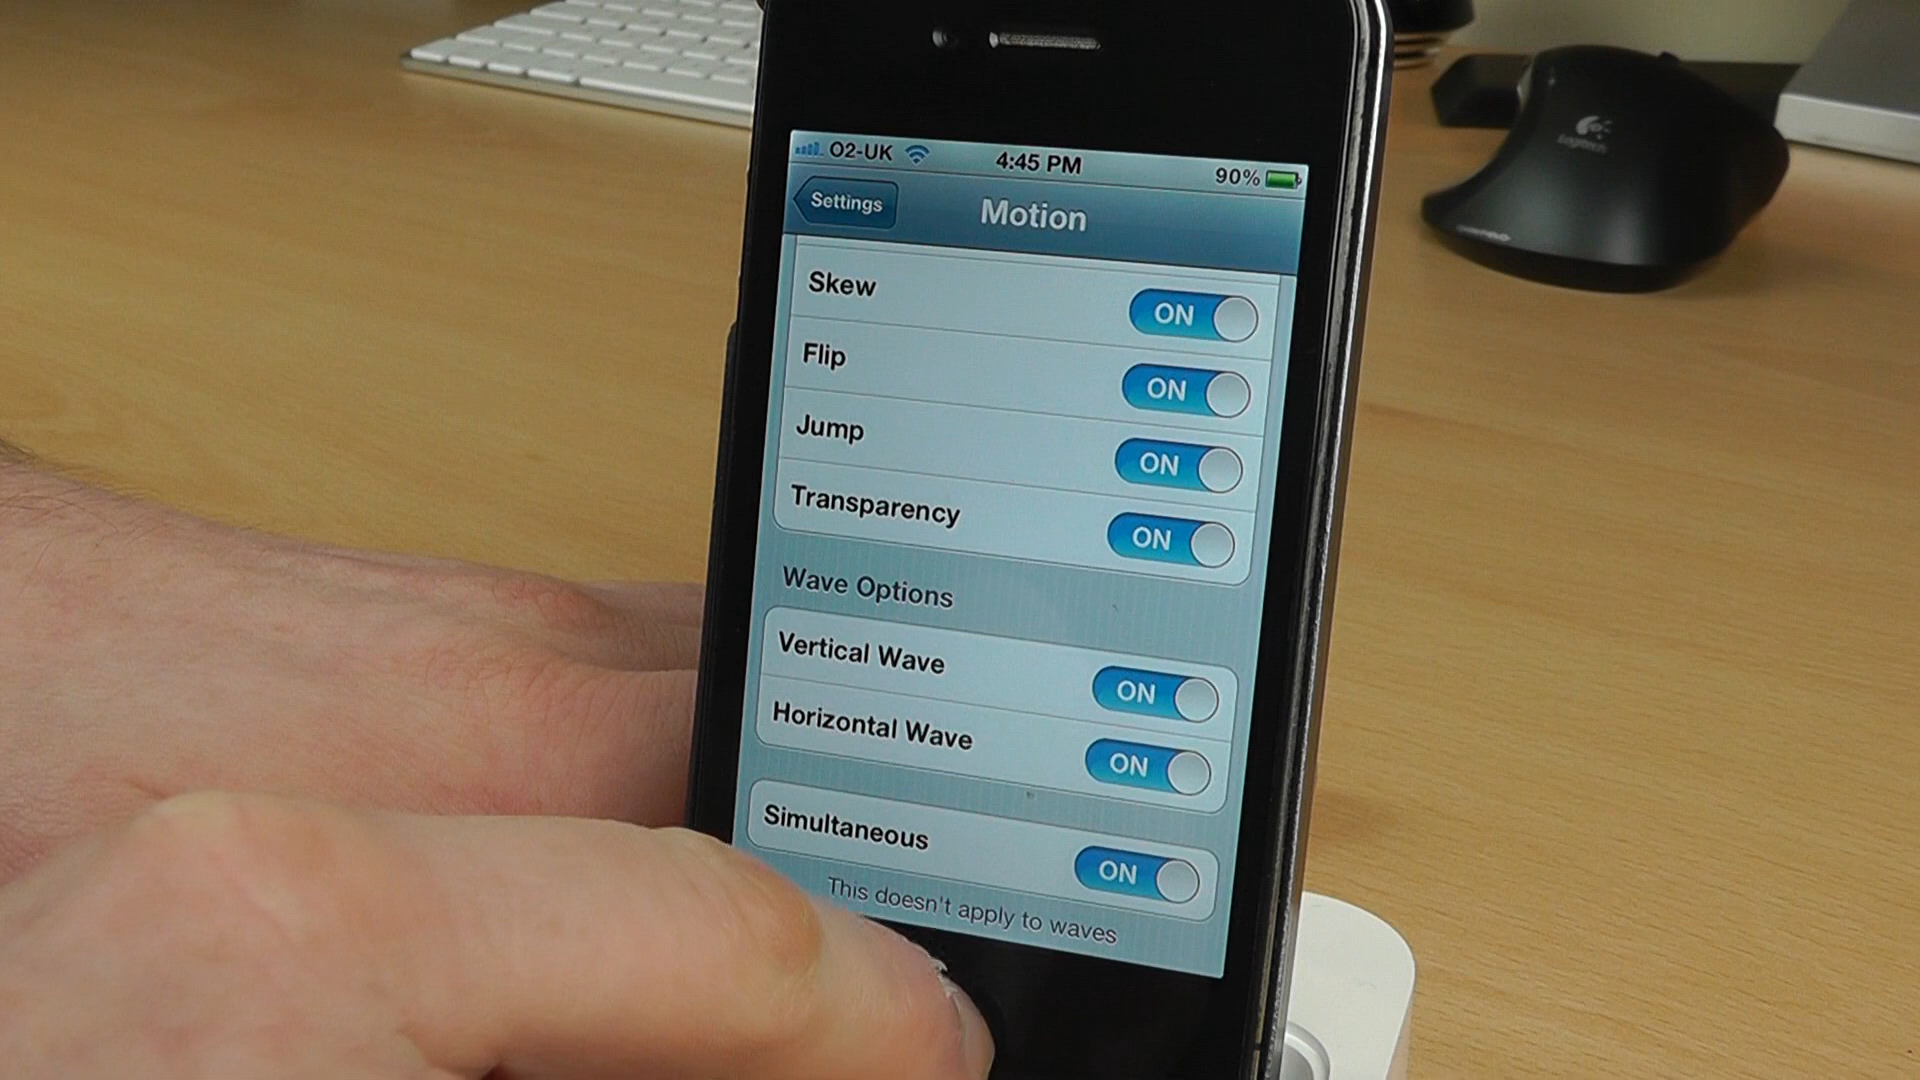 O2-UK 4:45 PM 90%
Settings Motion
Skew ON
Flip ON
Jump ON
Transparency ON
Wave Options
Vertical Wave ON
Horizontal Wave ON
Simultaneous ON
This doesn't apply to waves
Logitech